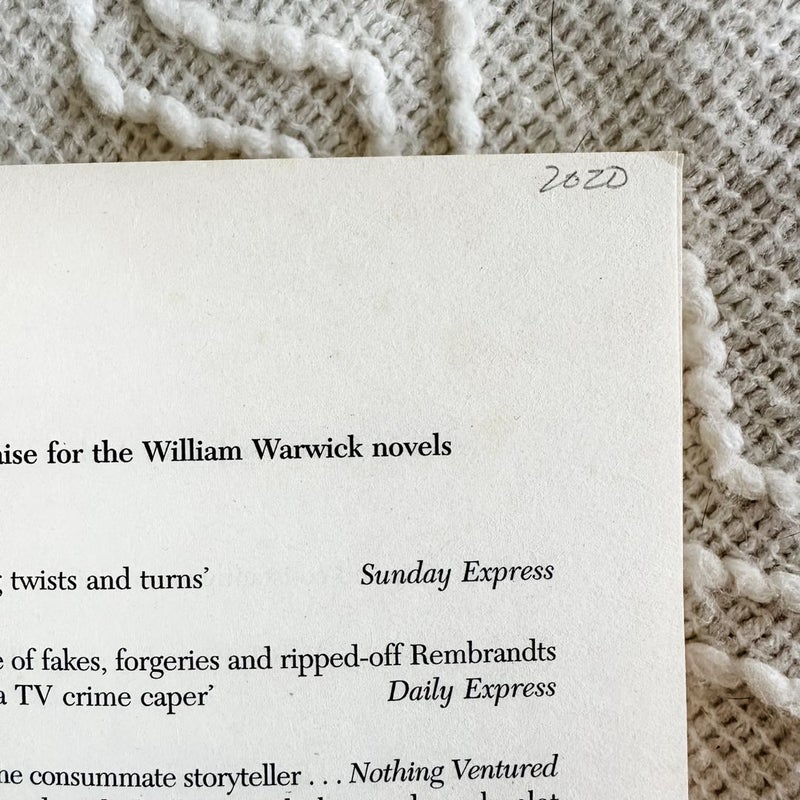 2020
aise for the William Warwick novels
twists and turns’ Sunday Express
e of fakes, forgeries and ripped-off Rembrandts
a TV crime caper’ Daily Express
he consummate storyteller . . . Nothing Ventured